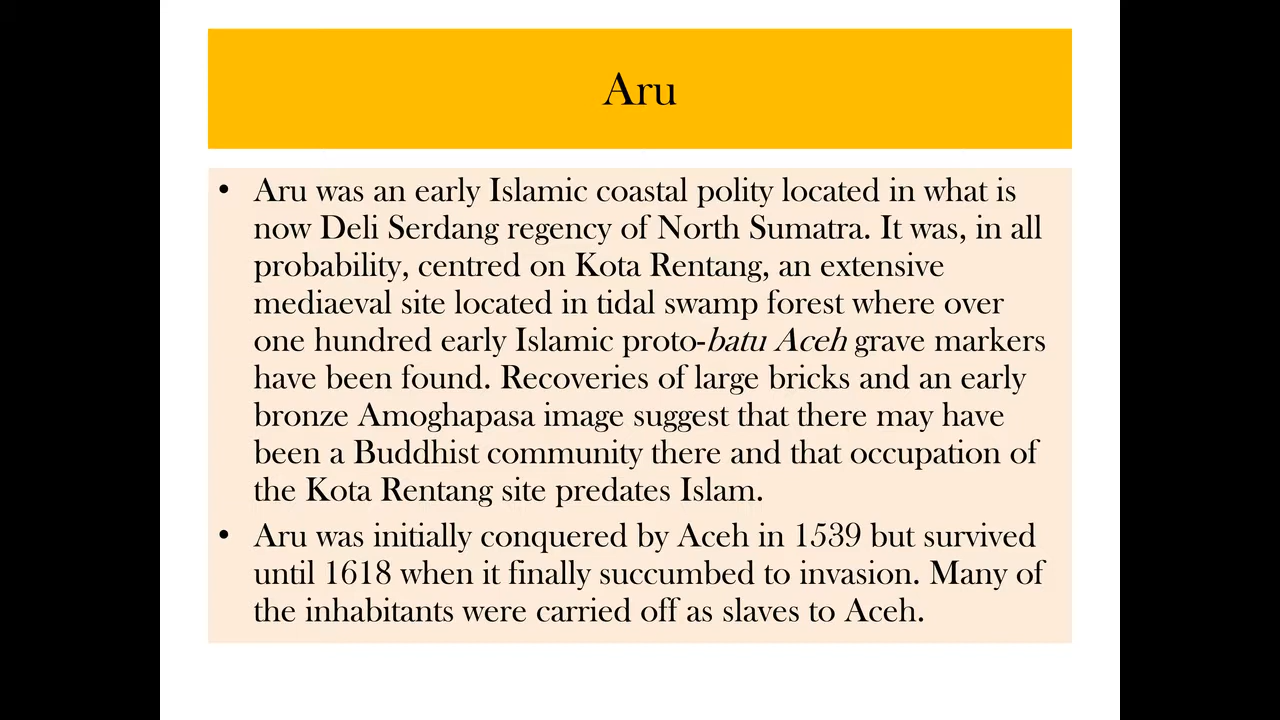 Aru
• Aru was an early Islamic coastal polity located in what is
now Deli Serdang regency of North Sumatra. It was, in all
probability, centred on Kota Rentang, an extensive
mediaeval site located in tidal swamp forest where over
one hundred early Islamic proto-batu Aceh grave markers
have been found. Recoveries of large bricks and an early
bronze Amoghapasa image suggest that there may have
been a Buddhist community there and that occupation of
the Kota Rentang site predates Islam.
• Aru was initially conquered by Aceh in 1539 but survived
until 1618 when it finally succumbed to invasion. Many of
the inhabitants were carried off as slaves to Aceh.